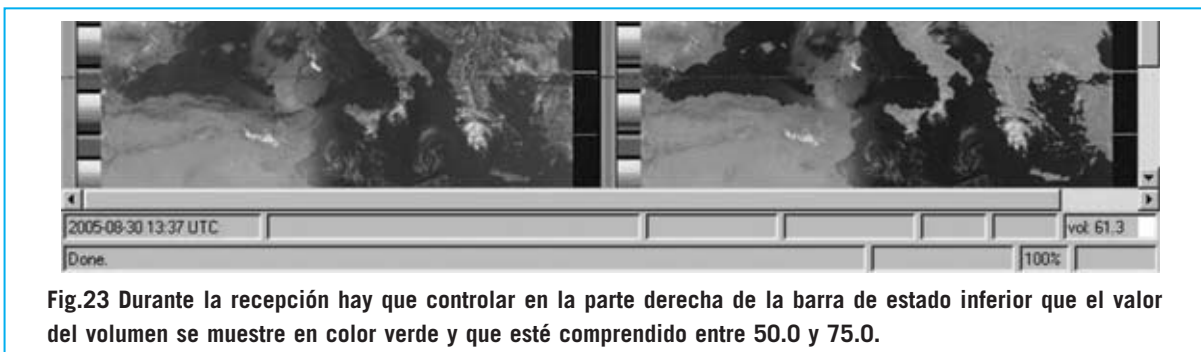 2005-08-30 13:37 UTC
vol: 61.3
Done.
100%
Fig.23 Durante la recepción hay que controlar en la parte derecha de la barra de estado inferior que el valor
del volumen se muestre en color verde y que esté comprendido entre 50.0 y 75.0.